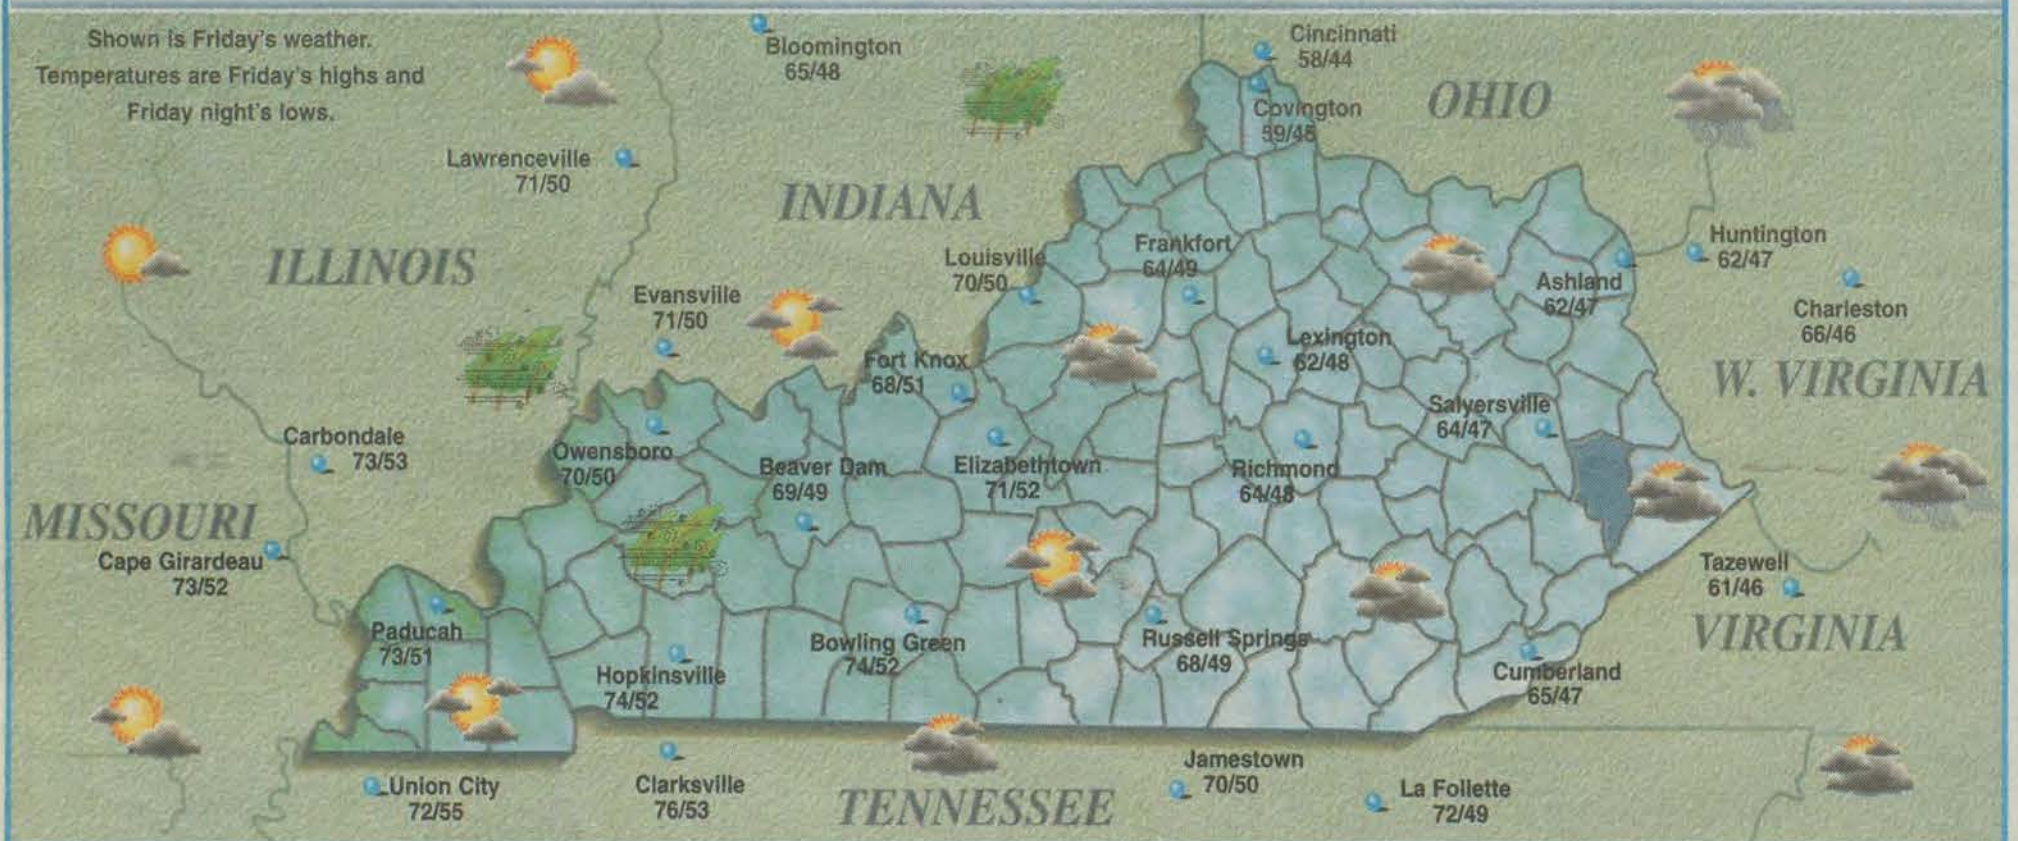 Shown is Friday's weather.
Temperatures are Friday's highs and
Friday night's lows.
Bloomington
65/48
Cincinnati
58/44
Covington
59/45
OHIO
Lawrenceville
71/50
INDIANA
ILLINOIS
Louisville
70/50
Frankfort
64/49
Huntington
62/47
Ashland
62/47
Charleston
66/46
Evansville
71/50
Fort Knox
68/51
Lexington
62/48
W. VIRGINIA
Salyersville
64/47
Carbondale
73/53
Owensboro
70/50
Beaver Dam
69/49
Elizabethtown
71/52
Richmond
64/48
MISSOURI
Cape Girardeau
73/52
Tazewell
61/46
VIRGINIA
Paducah
73/51
Hopkinsville
74/52
Bowling Green
74/52
Russell Springs
68/49
Cumberland
65/47
Union City
72/55
Clarksville
76/53
TENNESSEE
Jamestown
70/50
La Follette
72/49